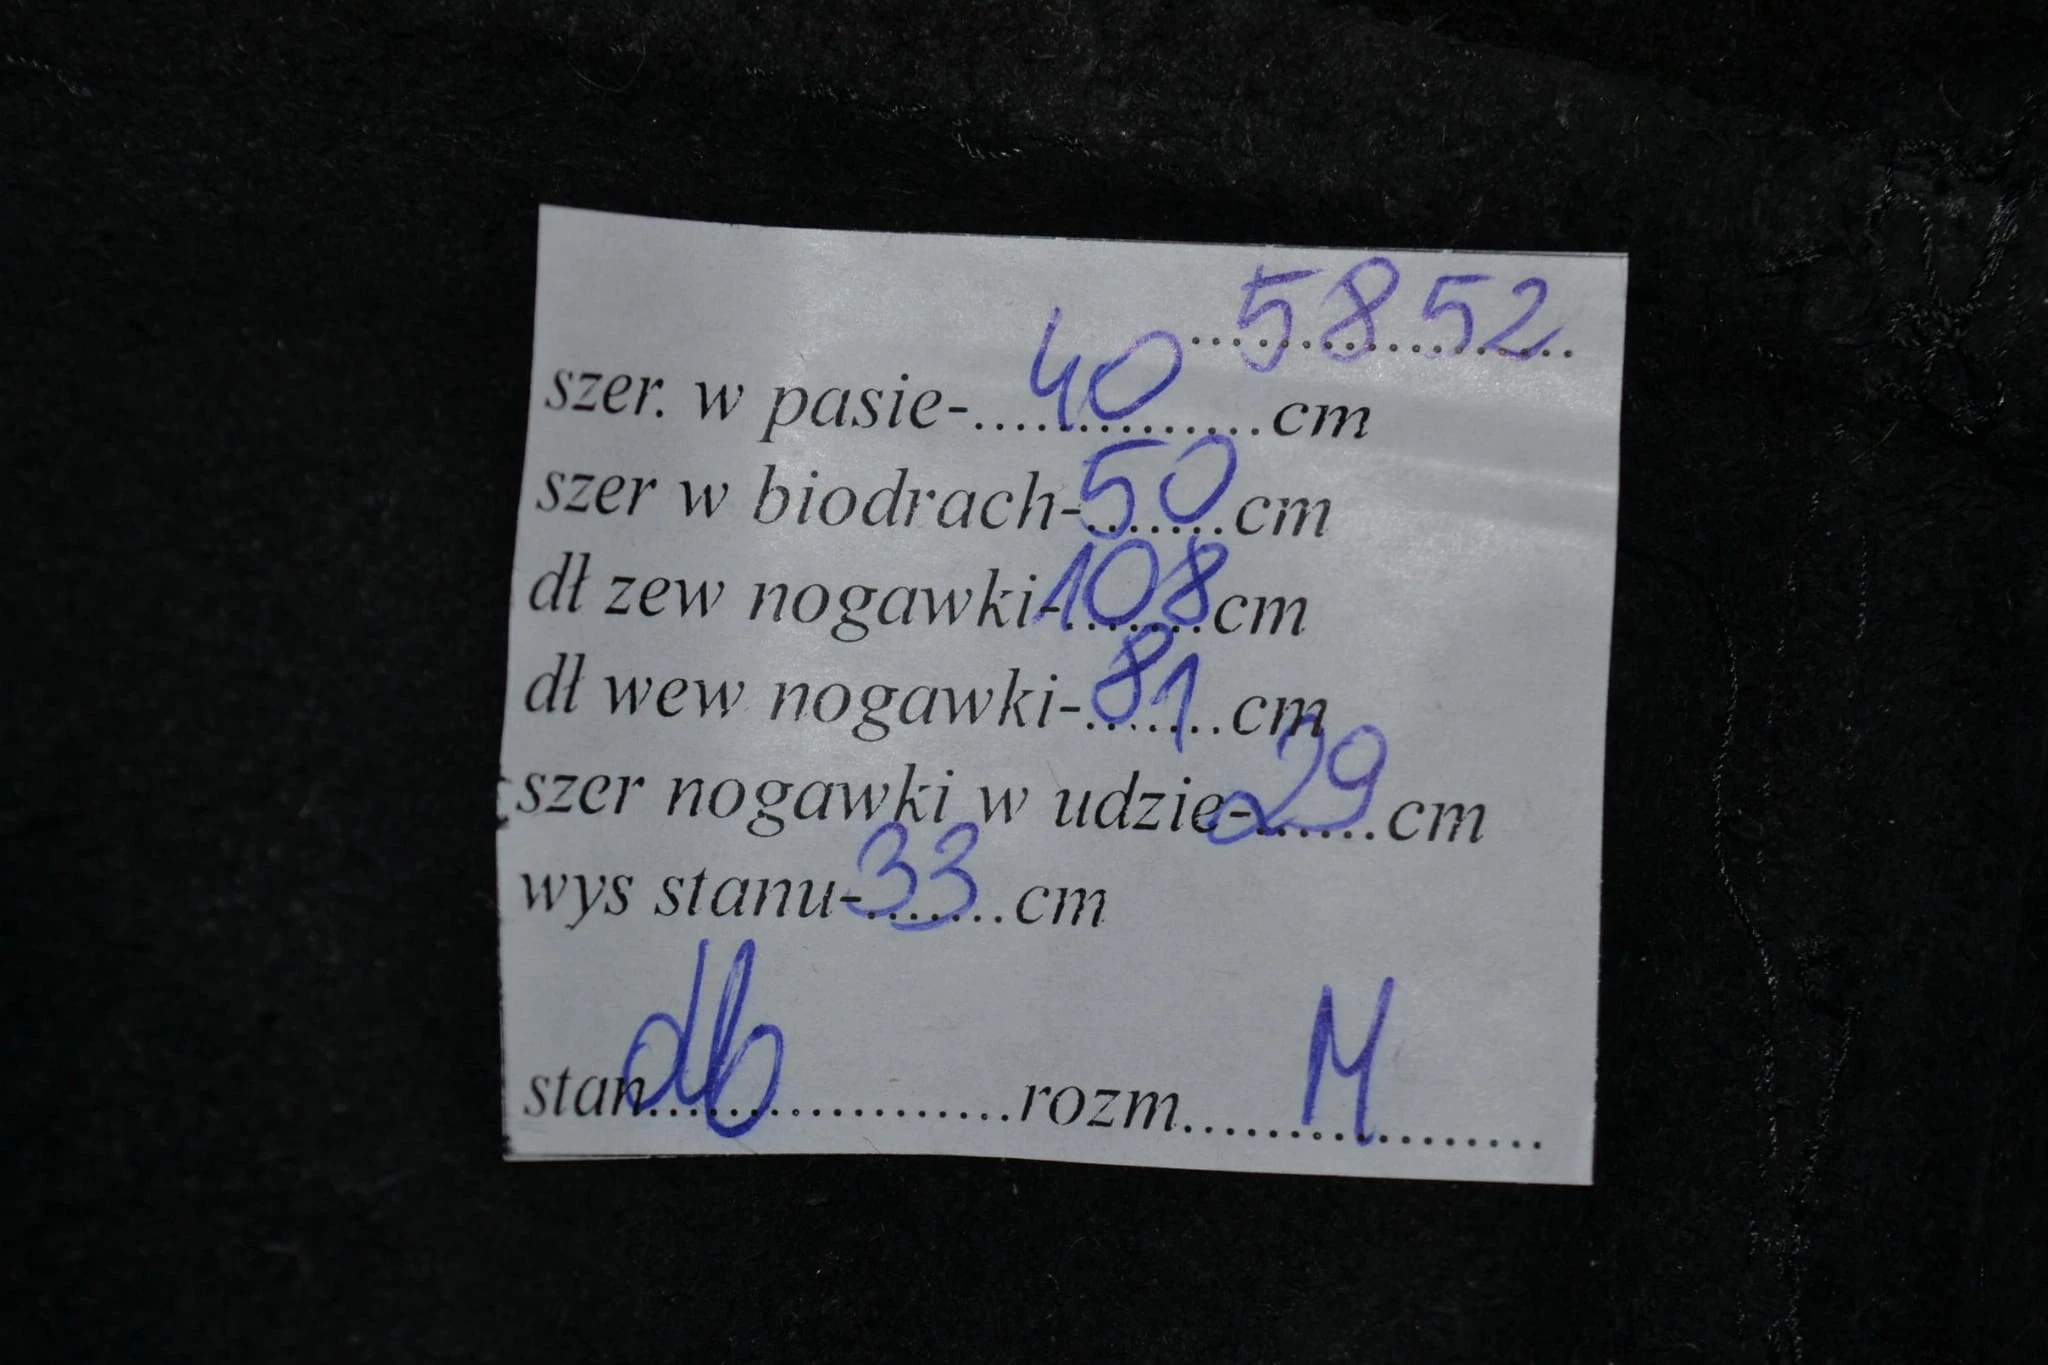 5852
szer. w pasie-...40...cm
szer w biodrach-50cm
dł zew nogawki-108cm
dł wew nogawki-81cm
szer nogawki w udzie-29cm
wys stanu-33cm
stan db rozm M